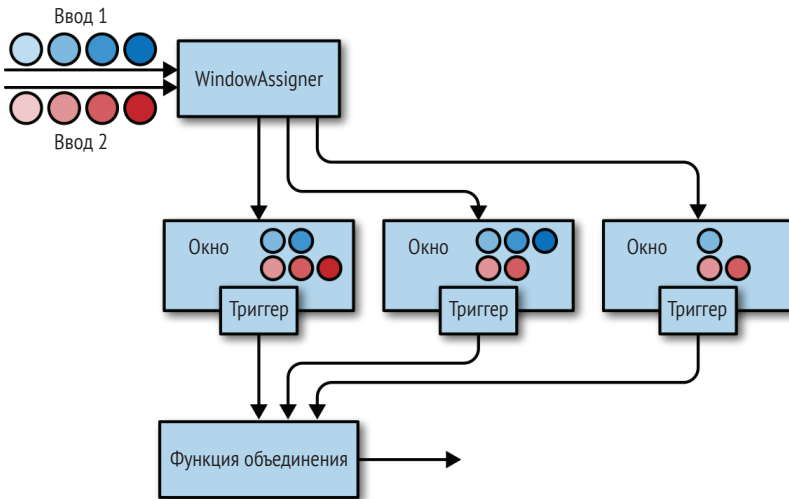 Ввод 1
WindowAssigner
Ввод 2
Окно
Окно
Окно
Триггер
Триггер
Триггер
Функция объединения